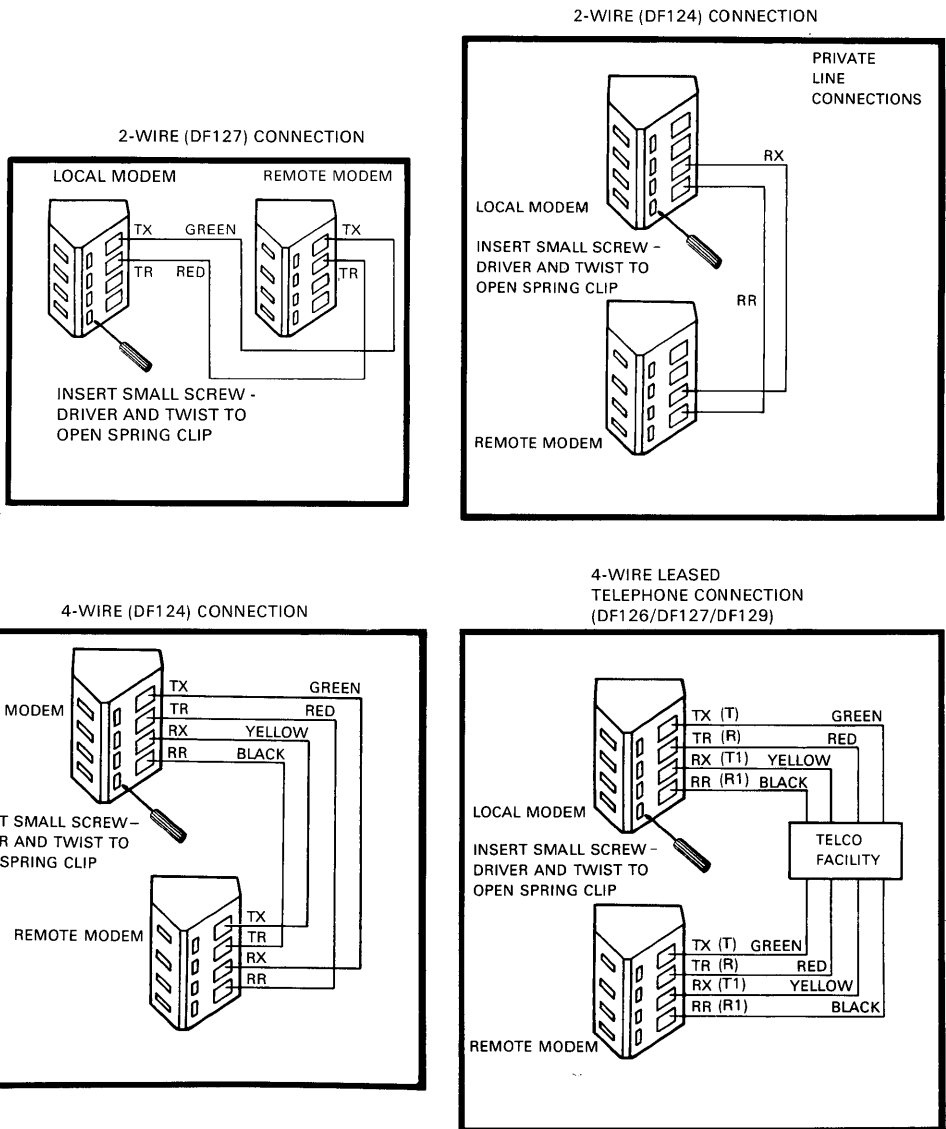 2-WIRE (DF127) CONNECTION
LOCAL MODEM
REMOTE MODEM
TX
GREEN
TX
TR
RED
TR
INSERT SMALL SCREW -
DRIVER AND TWIST TO
OPEN SPRING CLIP
2-WIRE (DF124) CONNECTION
PRIVATE
LINE
CONNECTIONS
RX
LOCAL MODEM
INSERT SMALL SCREW -
DRIVER AND TWIST TO
OPEN SPRING CLIP
RR
REMOTE MODEM
4-WIRE (DF124) CONNECTION
TX GREEN
MODEM
TR RED
RX YELLOW
RR BLACK
T SMALL SCREW-
R AND TWIST TO
SPRING CLIP
REMOTE MODEM
TX
TR
RX
RR
4-WIRE LEASED
TELEPHONE CONNECTION
(DF126/DF127/DF129)
TX (T) GREEN
TR (R) RED
RX (T1) YELLOW
RR (R1) BLACK
LOCAL MODEM
INSERT SMALL SCREW -
DRIVER AND TWIST TO
OPEN SPRING CLIP
TELCO
FACILITY
TX (T) GREEN
TR (R) RED
RX (T1) YELLOW
RR (R1) BLACK
REMOTE MODEM